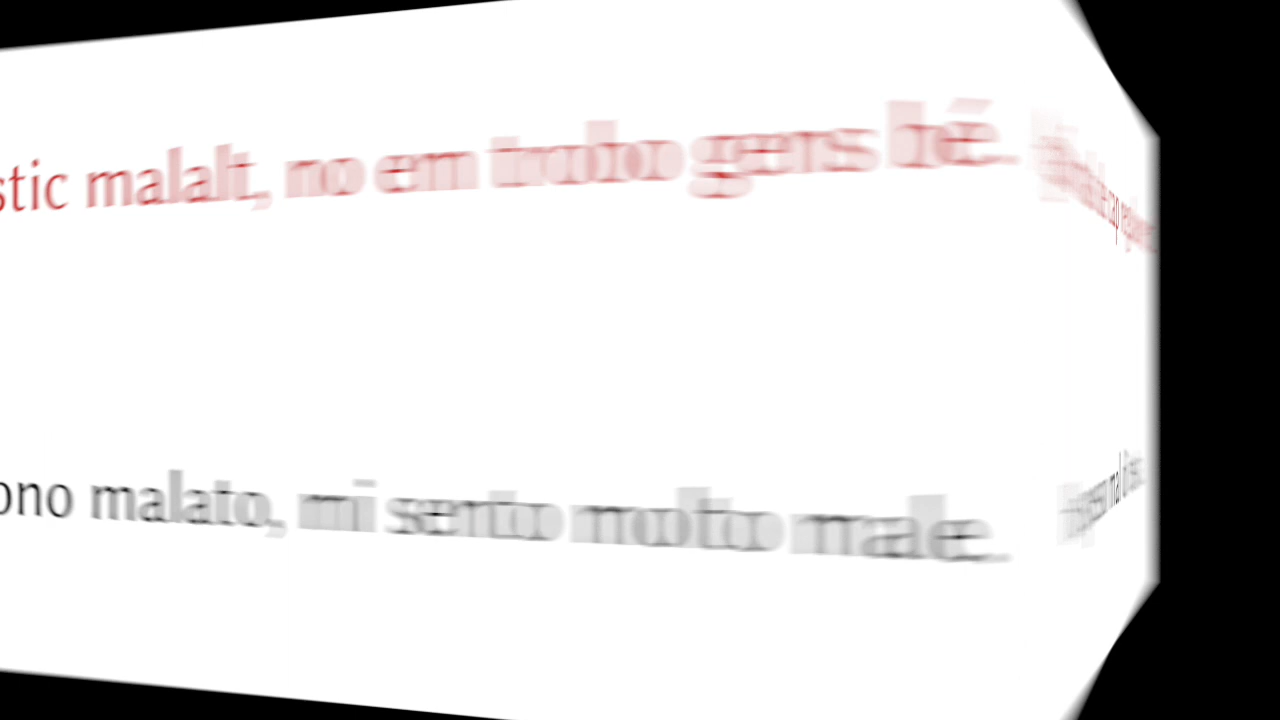 stic malalt, no em trobo gens bé.
ono malato, mi sento molto male.